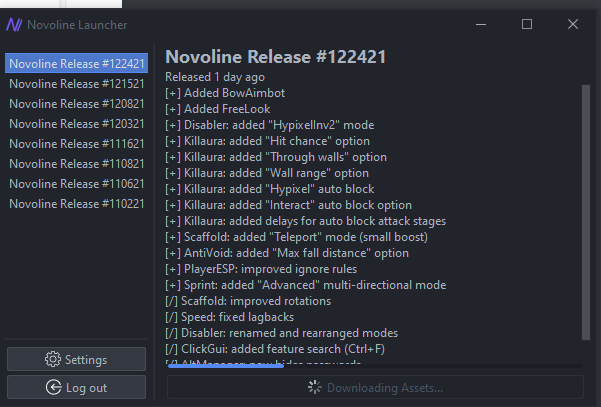 Novoline Launcher
Novoline Release #122421
Novoline Release #121521
Novoline Release #120821
Novoline Release #120321
Novoline Release #111621
Novoline Release #110821
Novoline Release #110621
Novoline Release #110221
Settings
Log out
Novoline Release #122421
Released 1 day ago
[+] Added BowAimbot
[+] Added FreeLook
[+] Disabler: added "HypixelInv2" mode
[+] Killaura: added "Hit chance" option
[+] Killaura: added "Through walls" option
[+] Killaura: added "Wall range" option
[+] Killaura: added "Hypixel" auto block
[+] Killaura: added "Interact" auto block option
[+] Killaura: added delays for auto block attack stages
[+] Scaffold: added "Teleport" mode (small boost)
[+] AntiVoid: added "Max fall distance" option
[+] PlayerESP: improved ignore rules
[+] Sprint: added "Advanced" multi-directional mode
[/] Scaffold: improved rotations
[/] Speed: fixed lagbacks
[/] Disabler: renamed and rearranged modes
[/] ClickGui: added feature search (Ctrl+F)
[/] AltManager: now hides passwords
Downloading Assets...